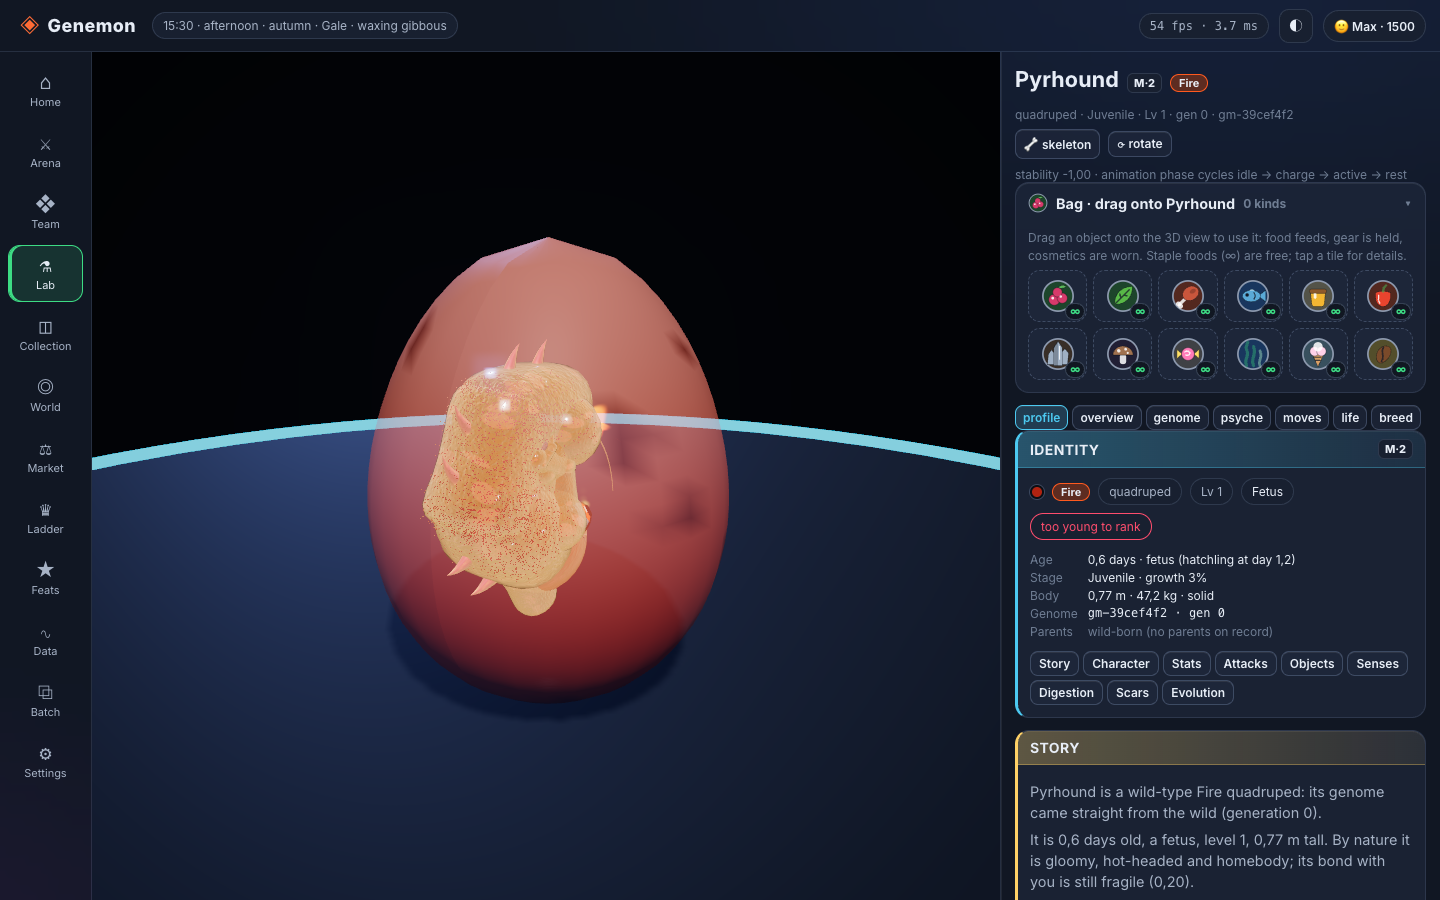 Genemon
15:30 · afternoon · autumn · Gale · waxing gibbous
54 fps · 3.7 ms
Max · 1500
Home
Arena
Team
Lab
Collection
World
Market
Ladder
Feats
Data
Batch
Settings
Pyrhound M·2 Fire
quadruped · Juvenile · Lv 1 · gen 0 · gm-39cef4f2
skeleton
rotate
stability -1,00 · animation phase cycles idle → charge → active → rest
Bag · drag onto Pyrhound 0 kinds
Drag an object onto the 3D view to use it: food feeds, gear is held,
cosmetics are worn. Staple foods (∞) are free; tap a tile for details.
∞ ∞ ∞ ∞ ∞ ∞
∞ ∞ ∞ ∞ ∞ ∞
profile overview genome psyche moves life breed
IDENTITY M·2
Fire quadruped Lv 1 Fetus
too young to rank
Age 0,6 days · fetus (hatchling at day 1,2)
Stage Juvenile · growth 3%
Body 0,77 m · 47,2 kg · solid
Genome gm-39cef4f2 · gen 0
Parents wild-born (no parents on record)
Story Character Stats Attacks Objects Senses
Digestion Scars Evolution
STORY
Pyrhound is a wild-type Fire quadruped: its genome
came straight from the wild (generation 0).
It is 0,6 days old, a fetus, level 1, 0,77 m tall. By nature it
is gloomy, hot-headed and homebody; its bond with
you is still fragile (0,20).